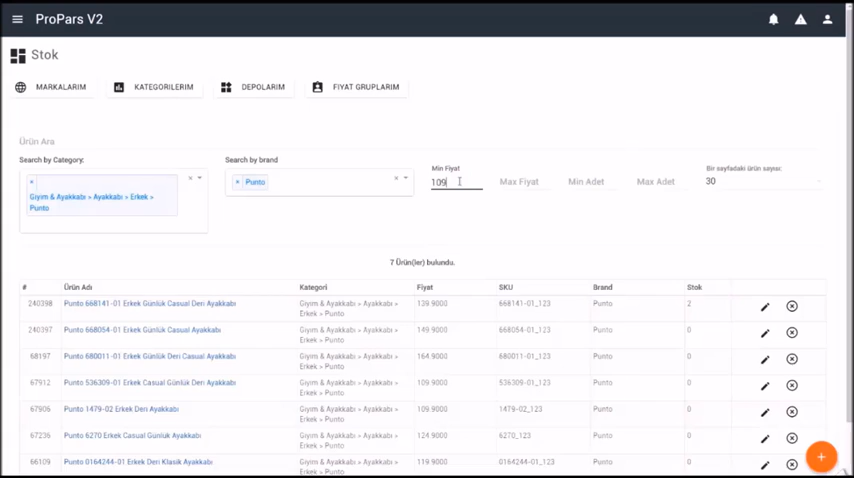 ProPars V2
Stok
MARKALARIM
KATEGORİLERİM
DEPOLARIM
FİYAT GRUPLARIM
Ürün Ara
Search by Category:
Search by brand
Min Fiyat
Bir sayfadaki ürün sayısı:
×
Giyim & Ayakkabı » Ayakkabı » Erkek »
Punto
× Punto
109
Max Fiyat
Min Adet
Max Adet
30
7 Ürün(ler) bulundu.
# Ürün Adı Kategori Fiyat SKU Brand Stok
240398 Punto 668141-01 Erkek Günlük Casual Deri Ayakkabı Giyim & Ayakkabı » Ayakkabı » 139.9000 668141-01_123 Punto 2
Erkek » Punto
240397 Punto 668054-01 Erkek Günlük Casual Ayakkabı Giyim & Ayakkabı » Ayakkabı » 149.9000 668054-01_123 Punto 0
Erkek » Punto
68197 Punto 680011-01 Erkek Günlük Deri Casual Ayakkabı Giyim & Ayakkabı » Ayakkabı » 164.9000 680011-01_123 Punto 0
Erkek » Punto
67912 Punto 536309-01 Erkek Casual Günlük Deri Ayakkabı Giyim & Ayakkabı » Ayakkabı » 109.9000 536309-01_123 Punto 0
Erkek » Punto
67906 Punto 1479-02 Erkek Deri Ayakkabı Giyim & Ayakkabı » Ayakkabı » 109.9000 1479-02_123 Punto 0
Erkek » Punto
67236 Punto 6270 Erkek Casual Günlük Ayakkabı Giyim & Ayakkabı » Ayakkabı » 124.9000 6270_123 Punto 0
Erkek » Punto
66109 Punto 0164244-01 Erkek Deri Klasik Ayakkabı Giyim & Ayakkabı » Ayakkabı » 119.9000 0164244-01_123 Punto 0
Erkek » Punto